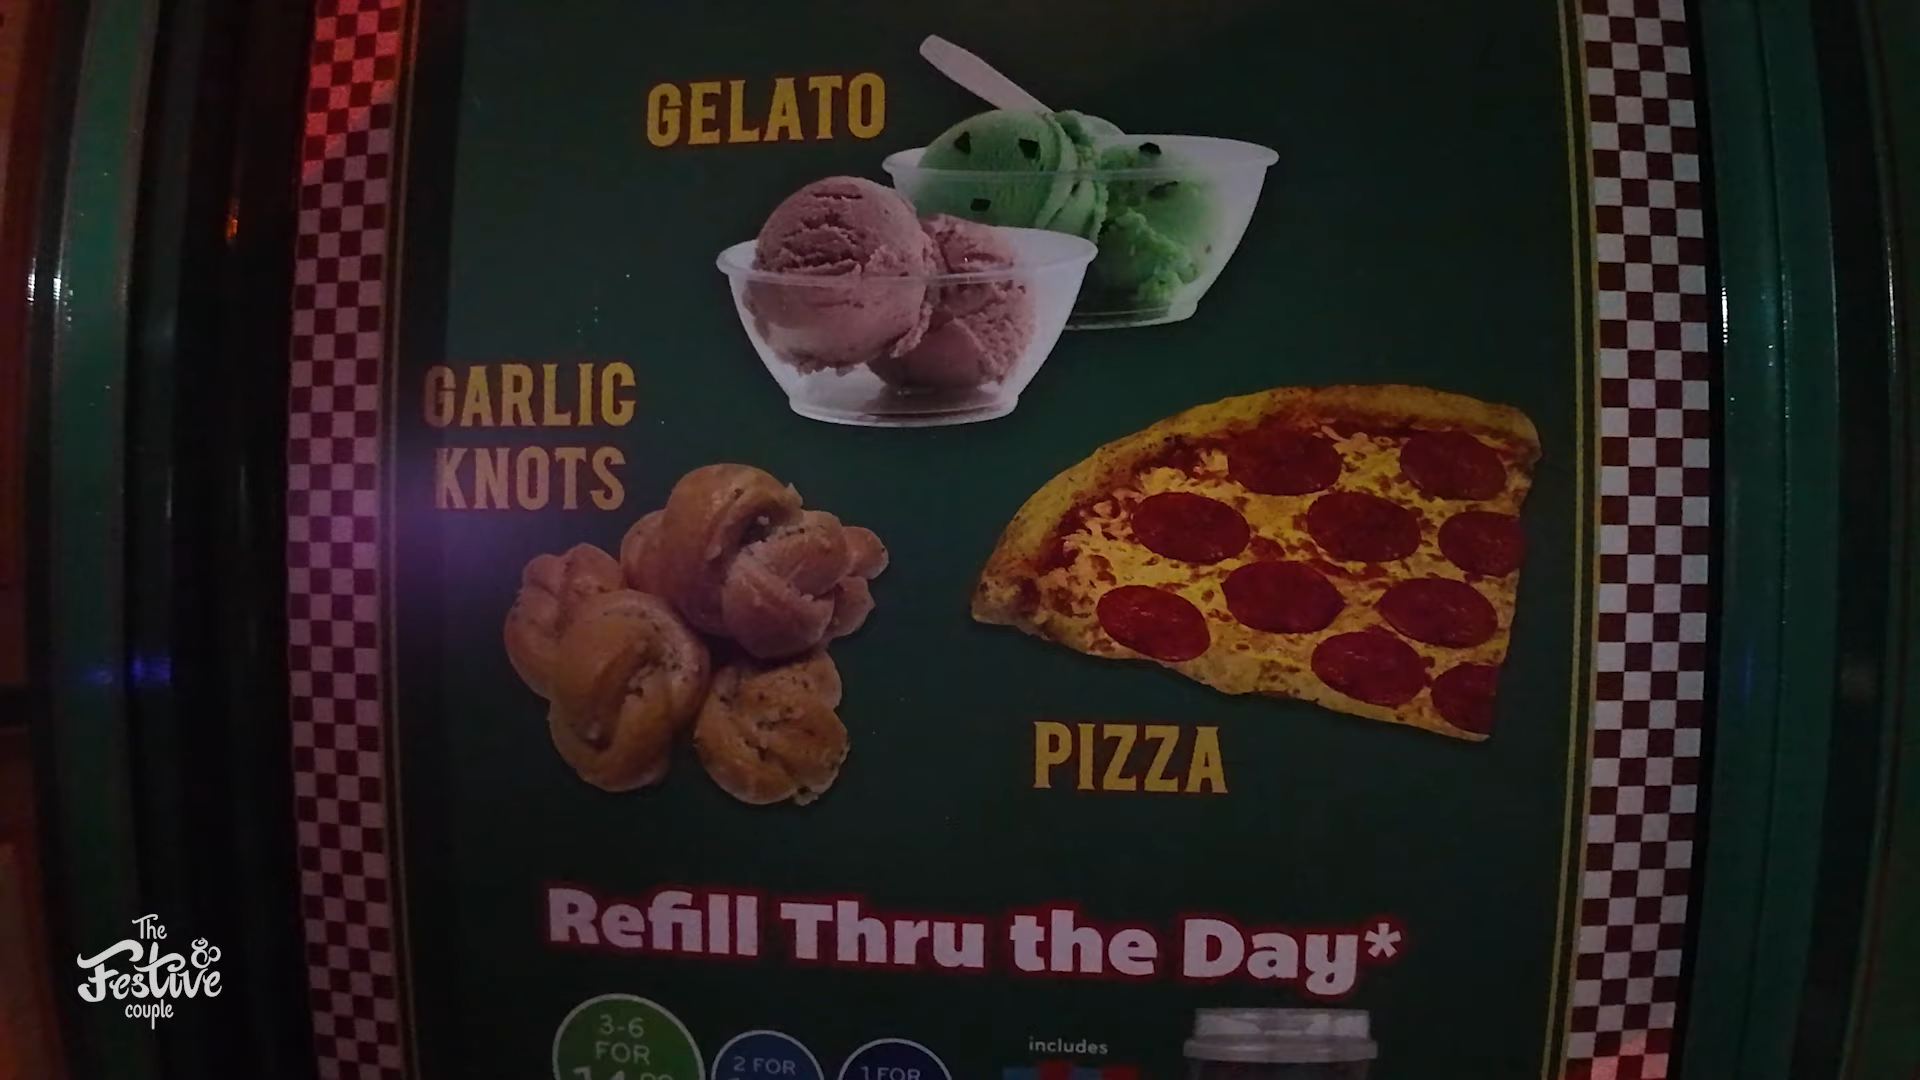 GELATO
GARLIC
KNOTS
PIZZA
Refill Thru the Day*
The
Festive
couple
3-6
FOR
2 FOR
1 FOR
includes